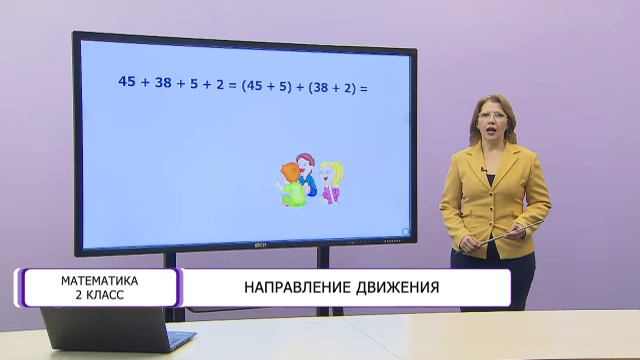 45 + 38 + 5 + 2 = (45 + 5) + (38 + 2) =
МАТЕМАТИКА
2 КЛАСС
НАПРАВЛЕНИЕ ДВИЖЕНИЯ